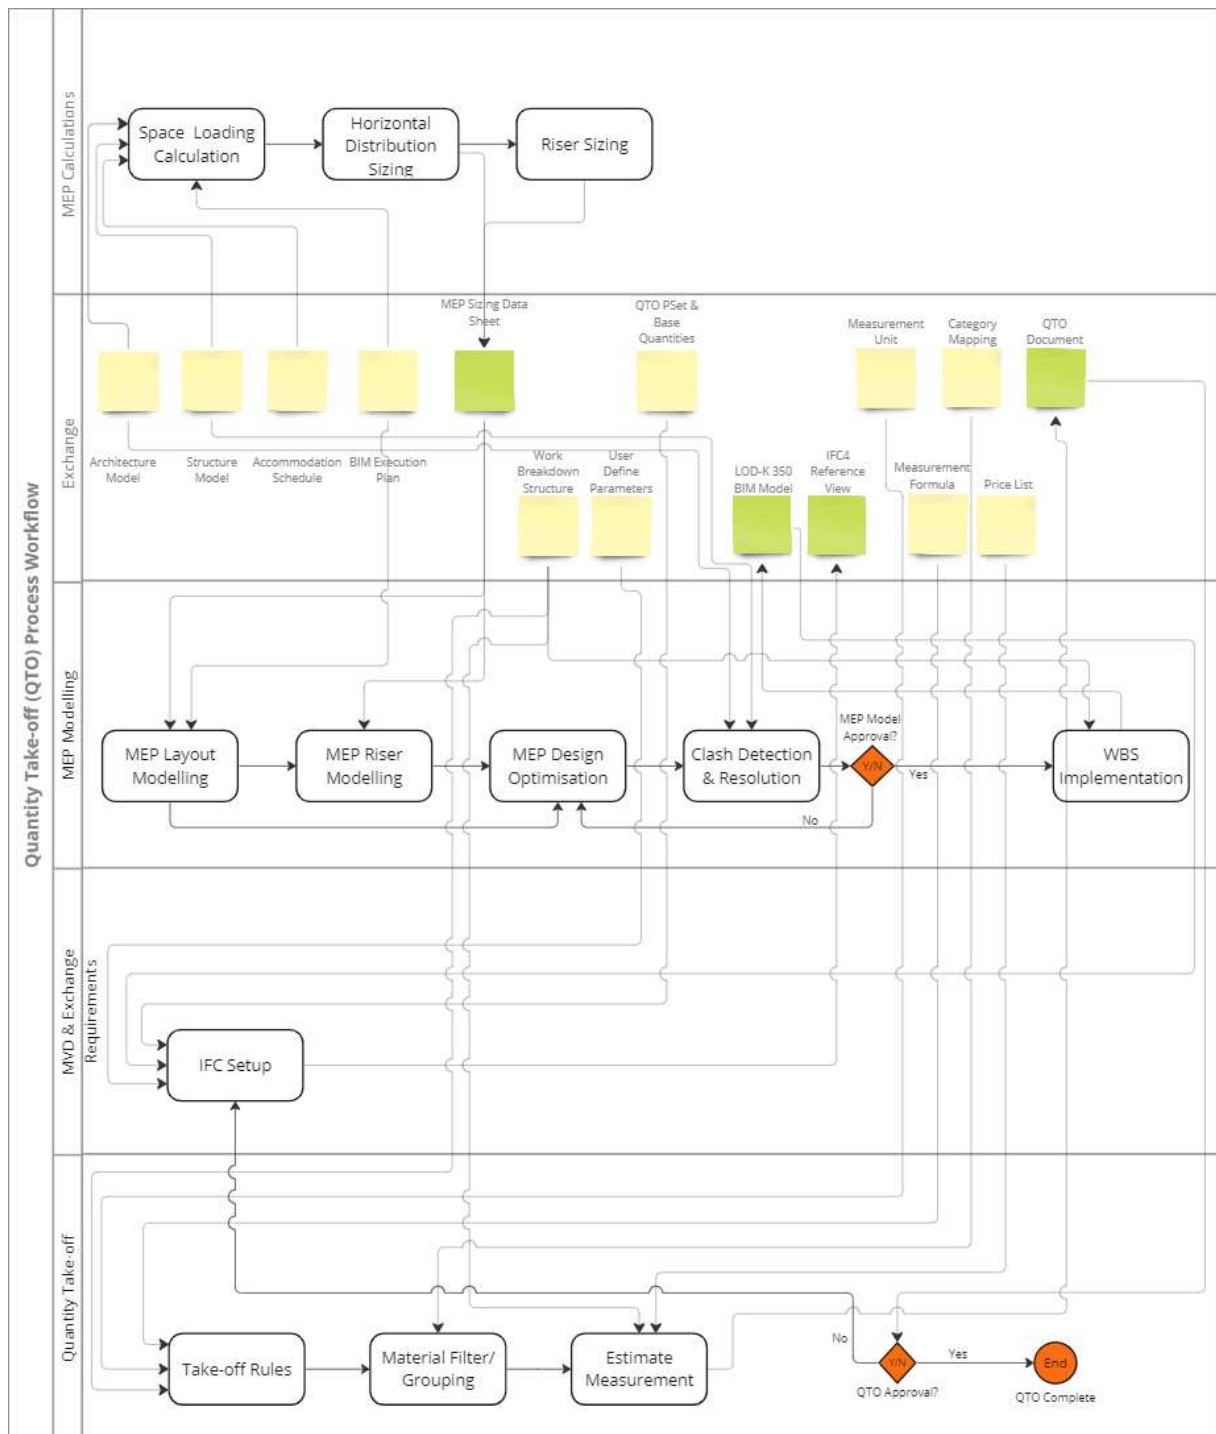 Quantity Take-off (QTO) Process Workflow
MEP Calculations
Space Loading
Calculation
Horizontal
Distribution
Sizing
Riser Sizing
Exchange
MEP Sizing Data
Sheet
QTO PSet &
Base
Quantities
Measurement
Unit
Category
Mapping
QTO
Document
Architecture
Model
Structure
Model
Accommodation
Schedule
BIM Execution
Plan
Work
Breakdown
Structure
User
Define
Parameters
LOD-K 350
BIM Model
IFC4
Reference
View
Measurement
Formula
Price List
MEP Modelling
MEP Layout
Modelling
MEP Riser
Modelling
MEP Design
Optimisation
Clash Detection
& Resolution
MEP Model
Approval?
Y/N
Yes
No
WBS
Implementation
MVD & Exchange
Requirements
IFC Setup
Quantity Take-off
Take-off Rules
Material Filter/
Grouping
Estimate
Measurement
No
Y/N
Yes
QTO Approval?
End
QTO Complete